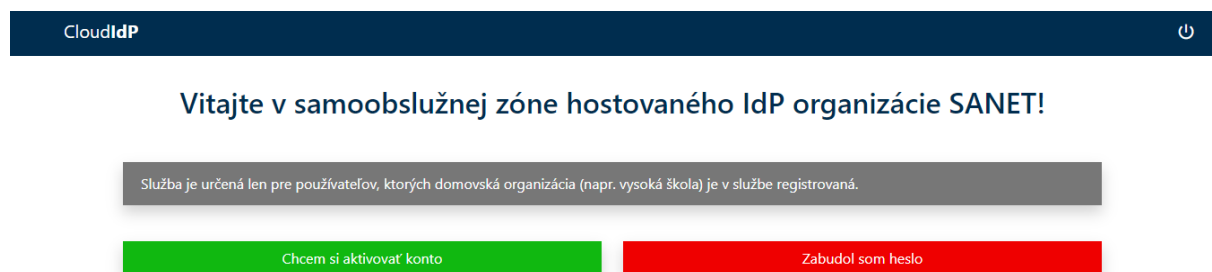 CloudIdP
Vitajte v samoobslužnej zóne hostovaného IdP organizácie SANET!
Služba je určená len pre používateľov, ktorých domovská organizácia (napr. vysoká škola) je v službe registrovaná.
Chcem si aktivovať konto
Zabudol som heslo